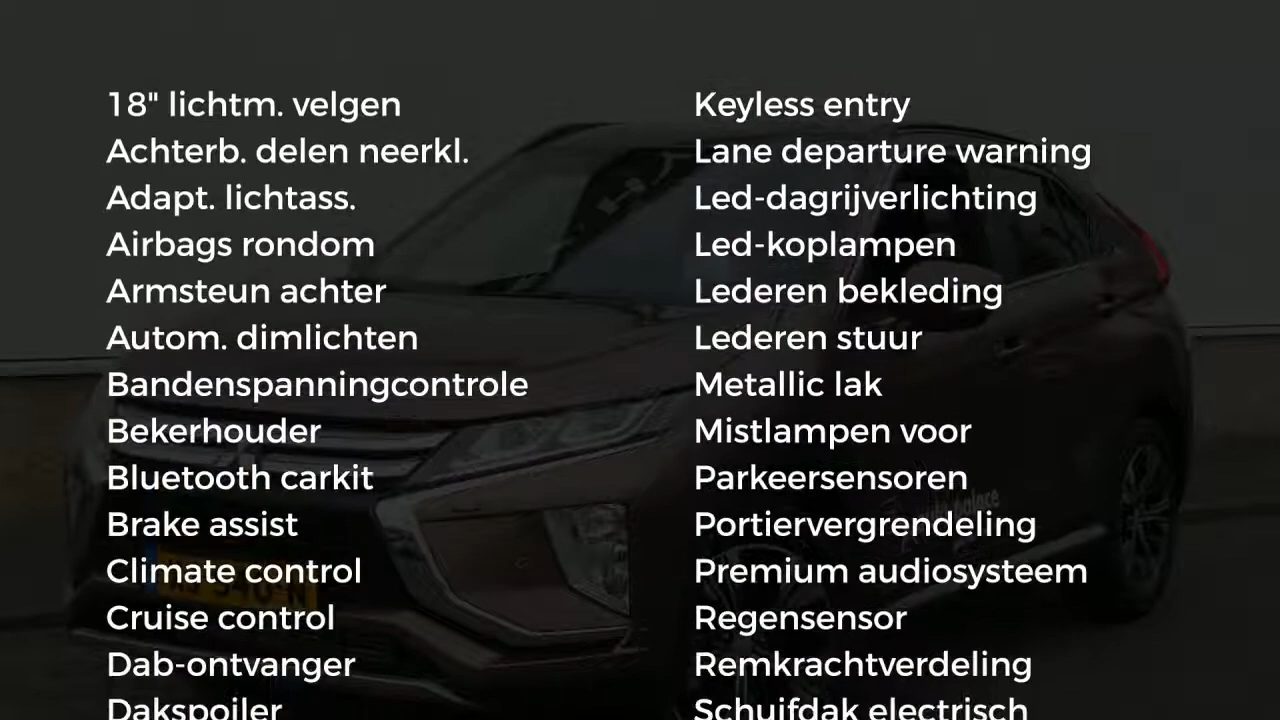 18" lichtm. velgen
Achterb. delen neerkl.
Adapt. lichtass.
Airbags rondom
Armsteun achter
Autom. dimlichten
Bandenspanningcontrole
Bekerhouder
Bluetooth carkit
Brake assist
Climate control
Cruise control
Dab-ontvanger
Dakspoiler
Keyless entry
Lane departure warning
Led-dagrijverlichting
Led-koplampen
Lederen bekleding
Lederen stuur
Metallic lak
Mistlampen voor
Parkeersensoren
Portiervergrendeling
Premium audiosysteem
Regensensor
Remkrachtverdeling
Schuifdak electrisch